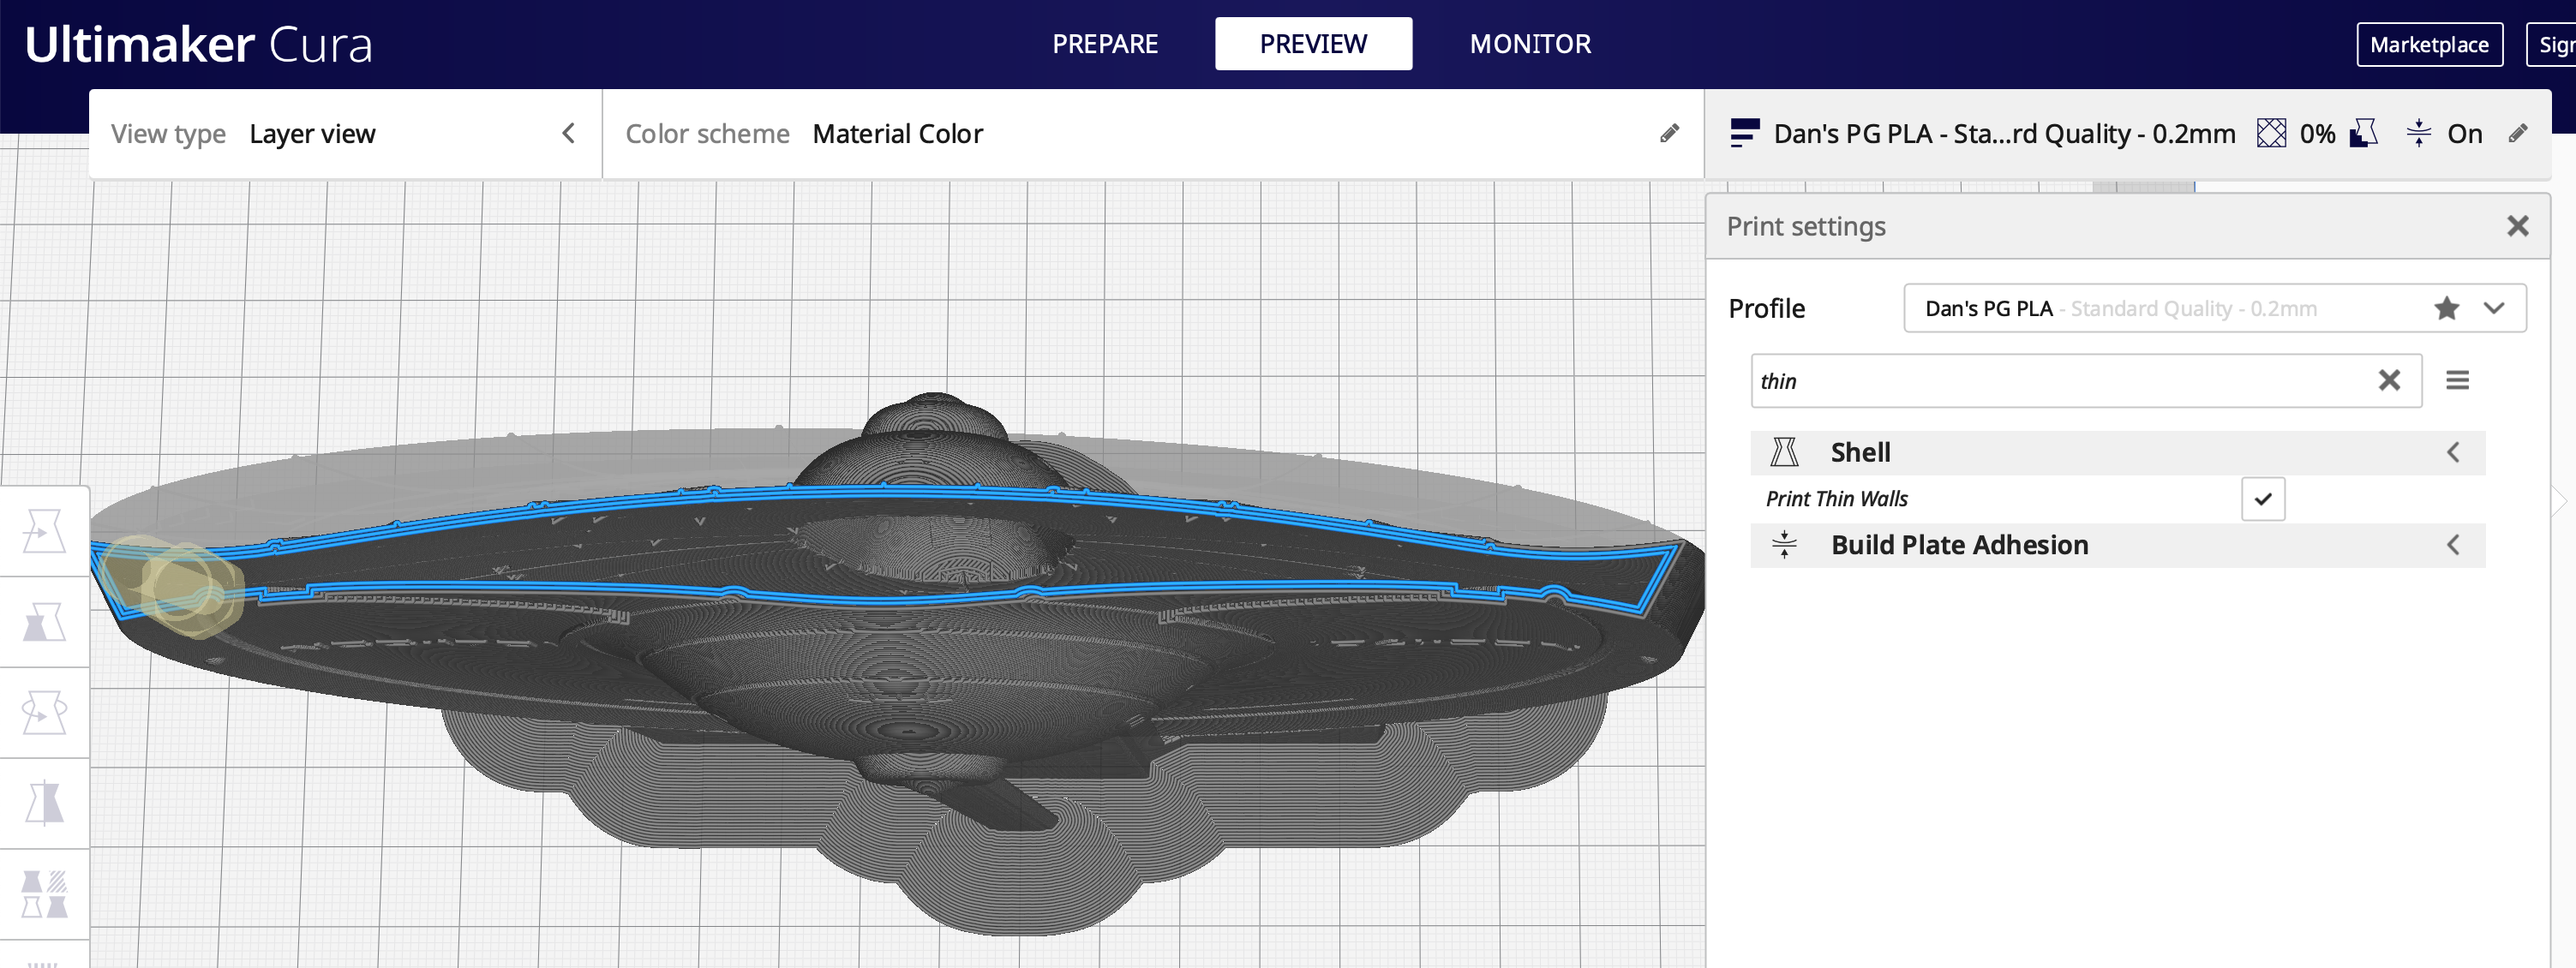 Ultimaker Cura
PREPARE
PREVIEW
MONITOR
Marketplace
View type Layer view
Color scheme Material Color
Dan's PG PLA - Sta...rd Quality - 0.2mm
0%
On
Print settings
Profile
Dan's PG PLA - Standard Quality - 0.2mm
thin
Shell
Print Thin Walls
Build Plate Adhesion